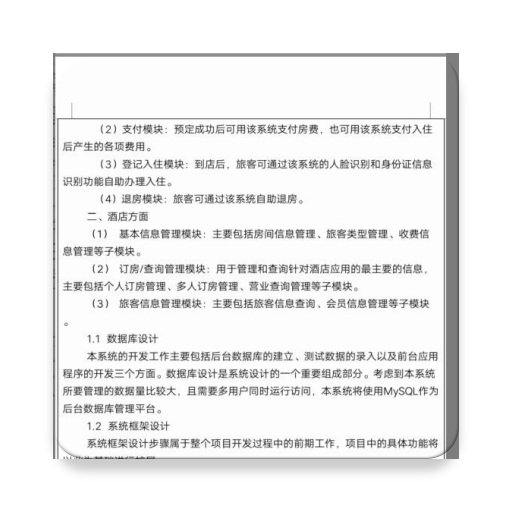 （2）支付模块：预定成功后可用该系统支付房费，也可用该系统支付入住
后产生的各项费用。
（3）登记入住模块：到店后，旅客可通过该系统的人脸识别和身份证信息
识别功能自助办理入住。
（4）退房模块：旅客可通过该系统自助退房。
二、酒店方面
（1） 基本信息管理模块：主要包括房间信息管理、旅客类型管理、收费信
息管理等子模块。
（2） 订房/查询管理模块：用于管理和查询针对酒店应用的最主要的信息，
主要包括个人订房管理、多人订房管理、营业查询管理等子模块。
（3） 旅客信息管理模块：主要包括旅客信息查询、会员信息管理等子模块
。
1.1 数据库设计
本系统的开发工作主要包括后台数据库的建立、测试数据的录入以及前台应用
程序的开发三个方面。数据库设计是系统设计的一个重要组成部分。考虑到本系统
所要管理的数据量比较大，且需要多用户同时运行访问，本系统将使用MySQL作为
后台数据库管理平台。
1.2 系统框架设计
系统框架设计步骤属于整个项目开发过程中的前期工作，项目中的具体功能将